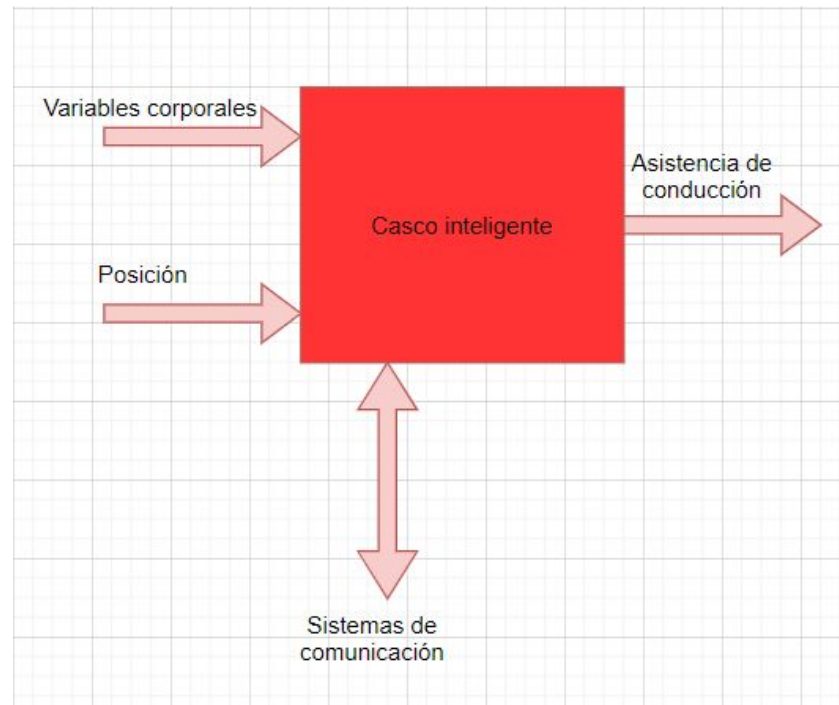 Variables corporales
Asistencia de
conducción
Casco inteligente
Posición
Sistemas de
comunicación